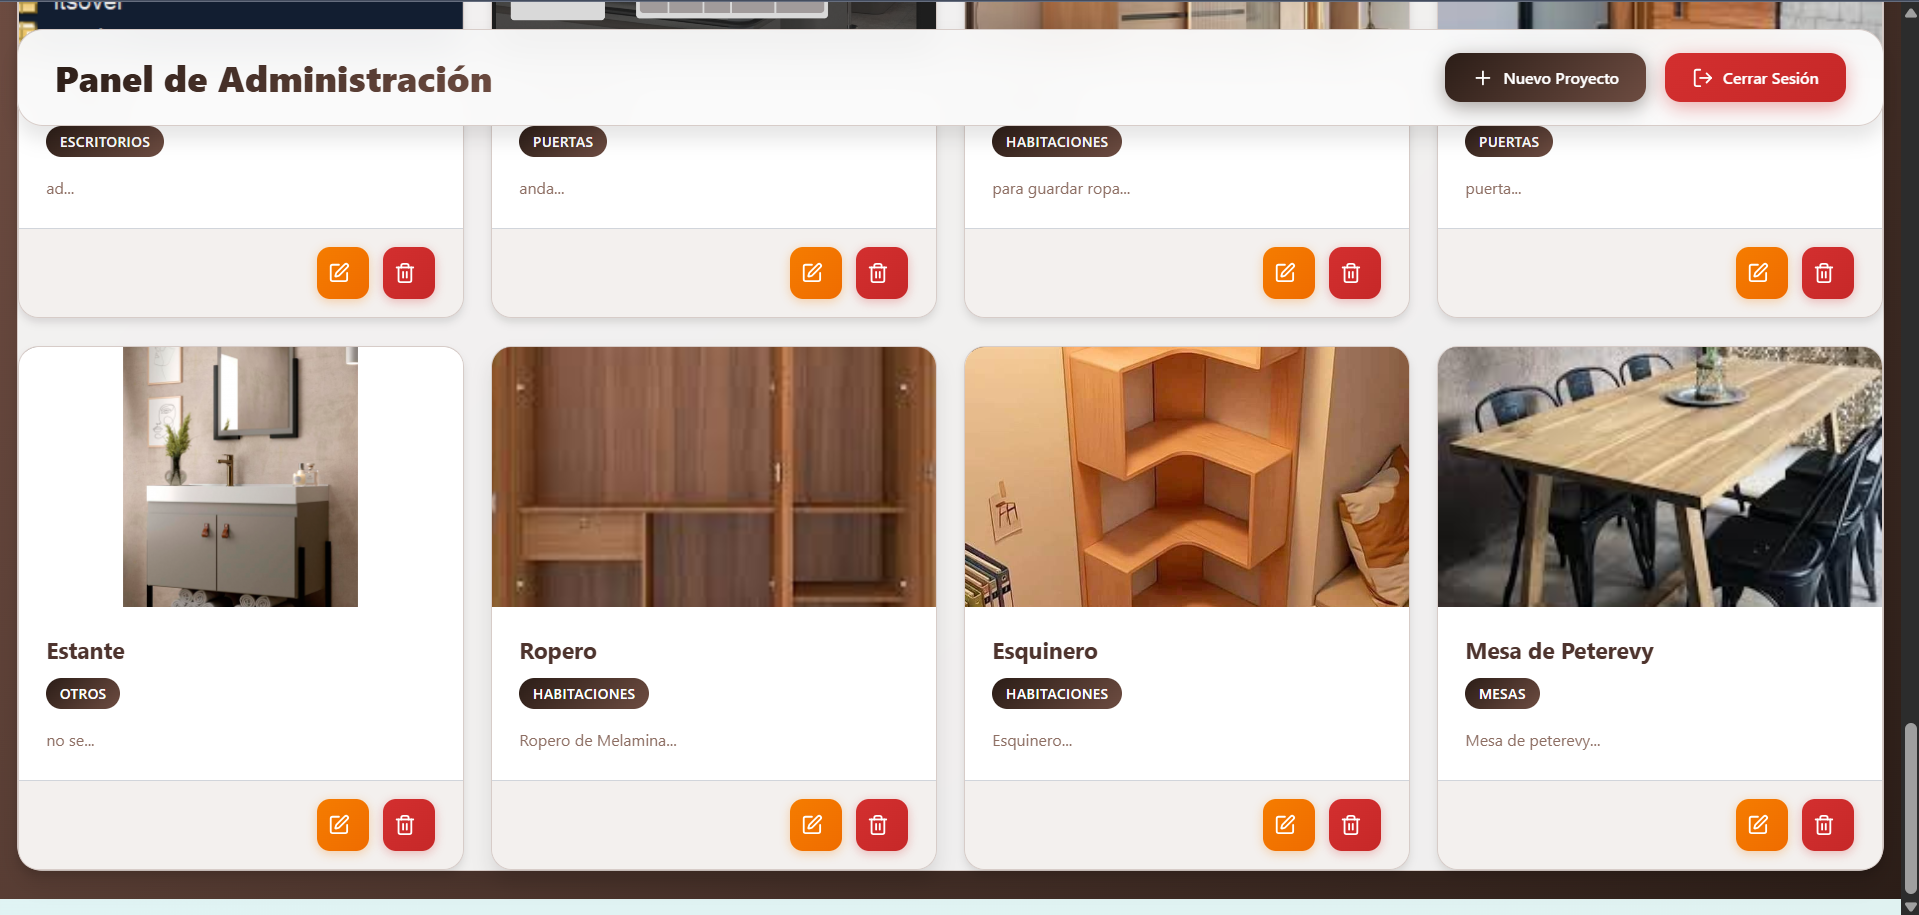 itsover
Panel de Administración
Nuevo Proyecto
Cerrar Sesión
ESCRITORIOS
PUERTAS
HABITACIONES
PUERTAS
ad...
anda...
para guardar ropa...
puerta...
Estante
Ropero
Esquinero
Mesa de Peterevy
OTROS
HABITACIONES
HABITACIONES
MESAS
no se...
Ropero de Melamina...
Esquinero...
Mesa de peterevy...